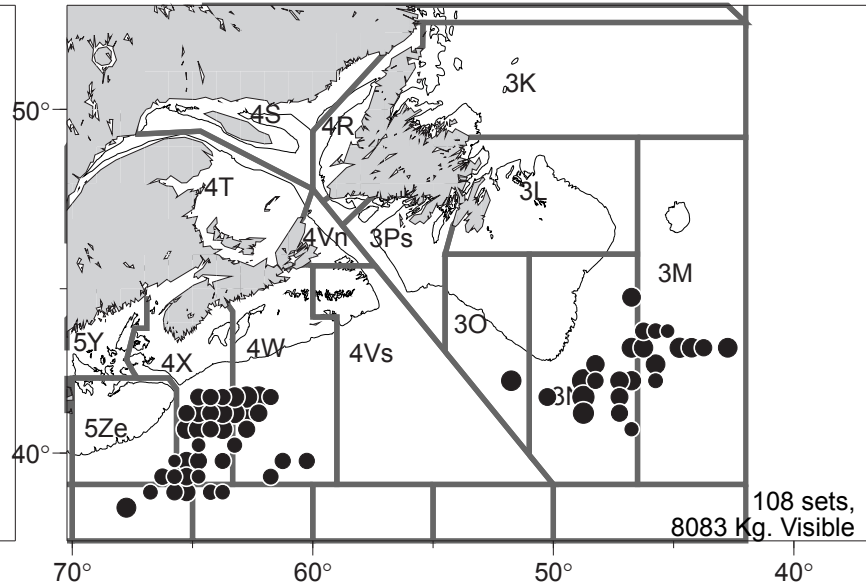 3K
50°
4S
4R
4T
3L
4Vn 3Ps
3M
5Y
4X
4W
4Vs
3O
3N
5Ze
40°
108 sets,
8083 Kg. Visible
70° 60° 50° 40°